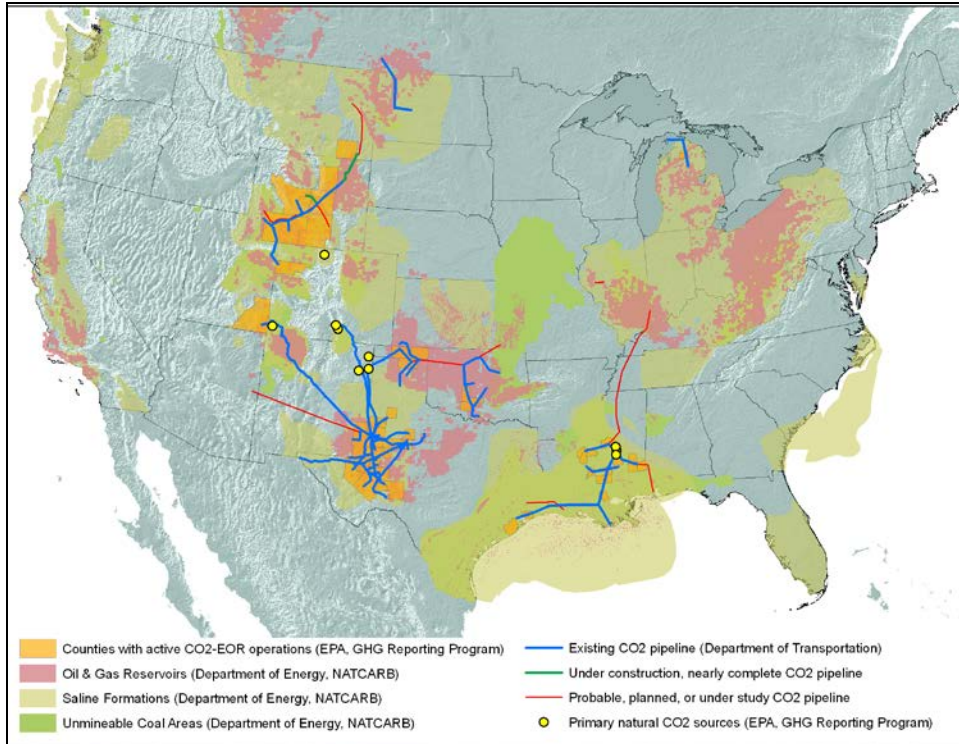 Counties with active CO2-EOR operations (EPA, GHG Reporting Program)
Oil & Gas Reservoirs (Department of Energy, NATCARB)
Saline Formations (Department of Energy, NATCARB)
Unmineable Coal Areas (Department of Energy, NATCARB)
Existing CO2 pipeline (Department of Transportation)
Under construction, nearly complete CO2 pipeline
Probable, planned, or under study CO2 pipeline
Primary natural CO2 sources (EPA, GHG Reporting Program)